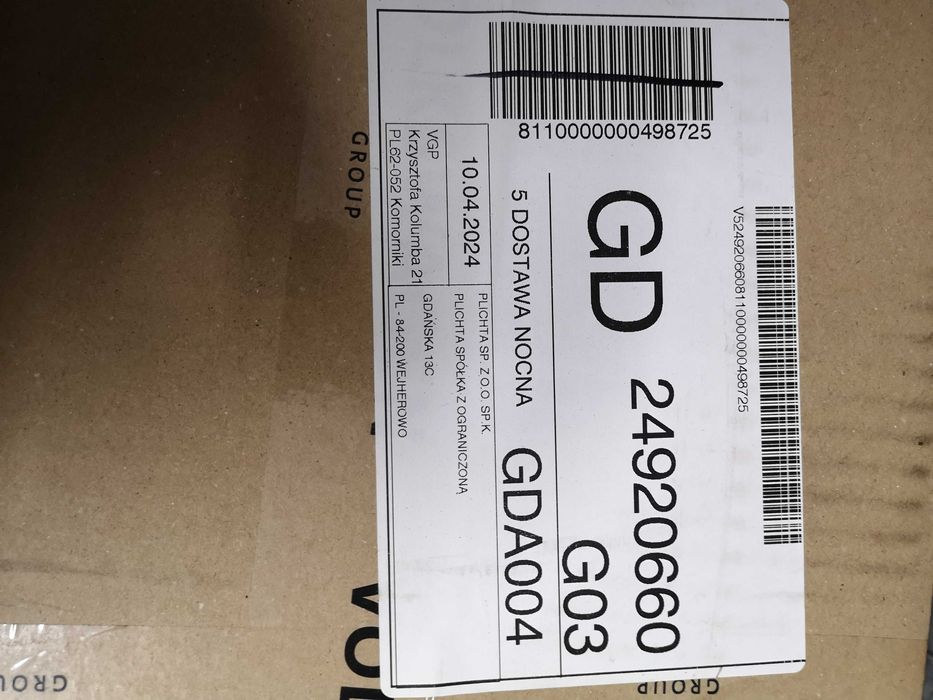 V52492066081100000000498725
GD 24920660
G03
8110000000498725
5 DOSTAWA NOCNA GDA004
10.04.2024
VGP
Krzysztofa Kolumba 21
PL62-052 Komorniki
PLICHTA SP. Z O.O. SP.K.
PLICHTA SPÓŁKA Z OGRANICZONĄ
GDAŃSKA 13C
PL - 84-200 WEJHEROWO
GROUP
GROUP
GROUP